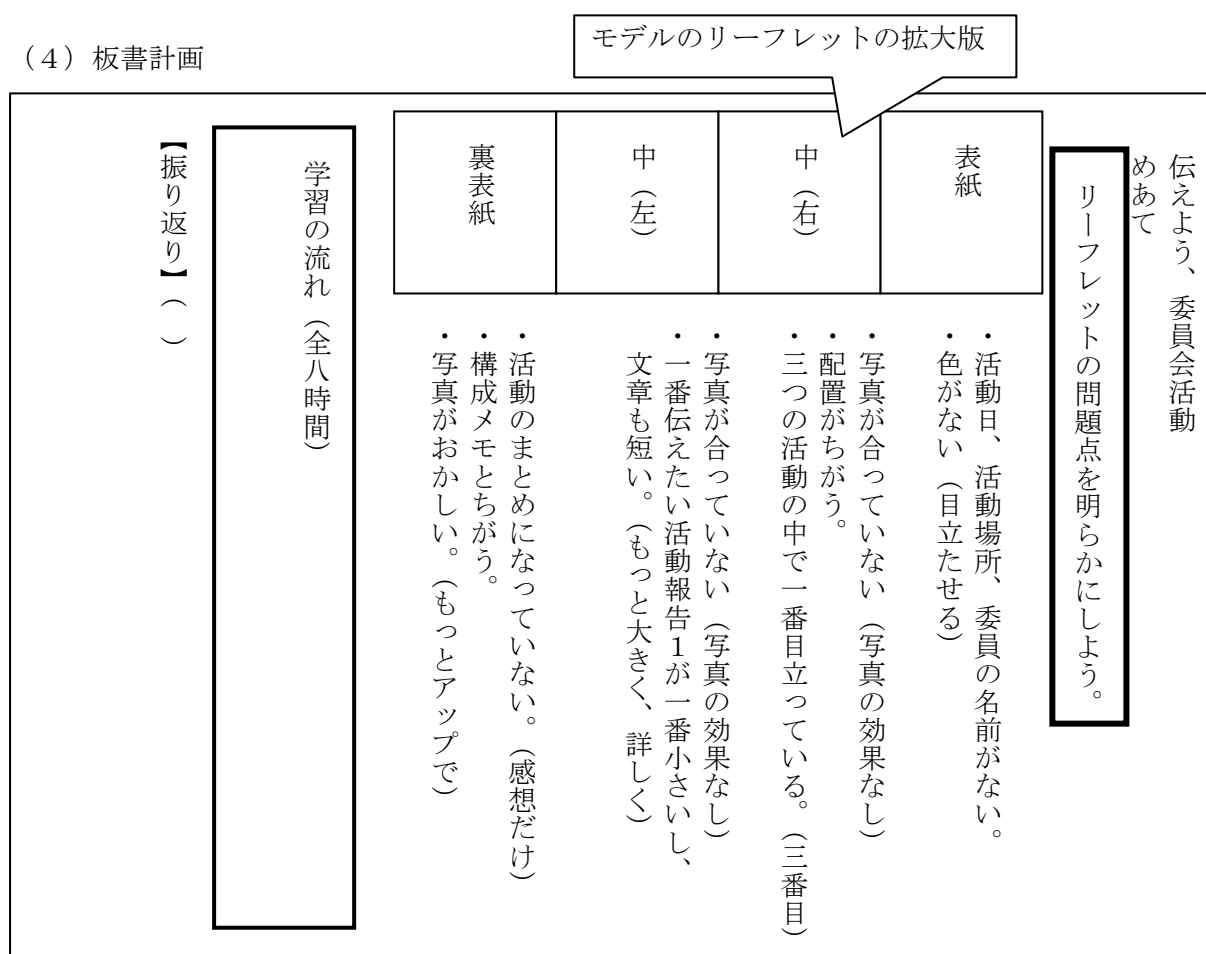 （４）板書計画
モデルのリーフレットの拡大版
伝えよう、委員会活動
めあて
リーフレットの問題点を明らかにしよう。
表紙
・活動日、活動場所、委員の名前がない。
・色がない（目立たせる）
中（右）
・写真が合っていない（写真の効果なし）
・配置がちがう。
・三つの活動の中で一番目立っている。（三番目）
中（左）
・写真が合っていない（写真の効果なし）
・一番伝えたい活動報告１が一番小さいし、
文章も短い。（もっと大きく、詳しく）
裏表紙
・活動のまとめになっていない。（感想だけ）
・構成メモとちがう。
・写真がおかしい。（もっとアップで）
学習の流れ（全八時間）
【振り返り】（　）